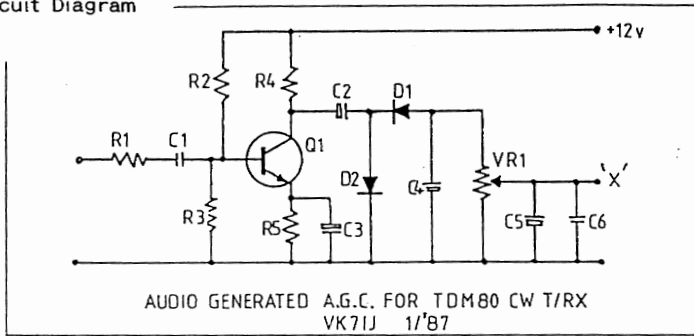 cuit Diagram
+12v
R2
R4
C2
D1
R1
C1
Q1
VR1
'X'
D2
C4
R3
R5
C3
C5
C6
AUDIO GENERATED A.G.C. FOR TDM80 CW T/RX
VK7IJ 1/'87